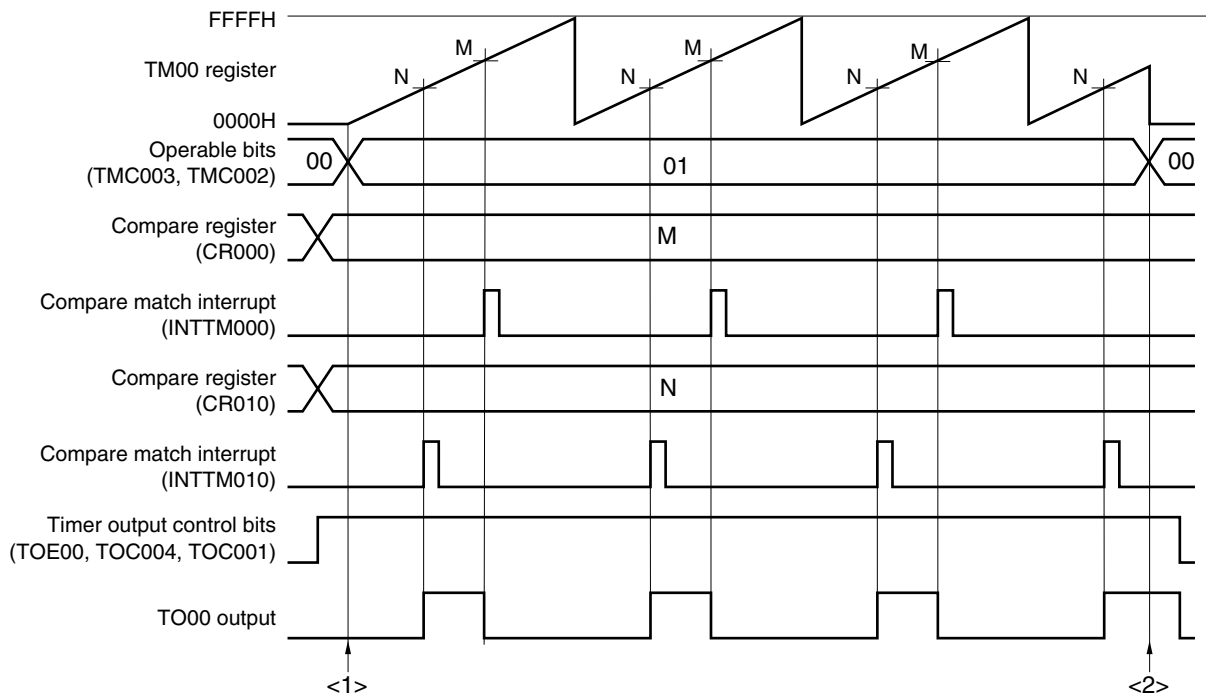 FFFFH
M
M
M
TM00 register
N
N
N
N
0000H
Operable bits
(TMC003, TMC002)
00
01
00
Compare register
(CR000)
M
Compare match interrupt
(INTTM000)
Compare register
(CR010)
N
Compare match interrupt
(INTTM010)
Timer output control bits
(TOE00, TOC004, TOC001)
TO00 output
<1>
<2>